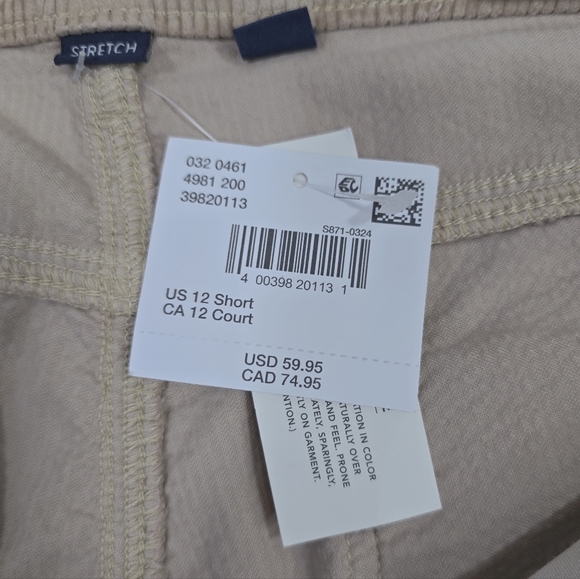 STRETCH
032 0461
4981 200
39820113
S871-0324
4 00398 20113 1
US 12 Short
CA 12 Court
USD 59.95
CAD 74.95
TION IN COLOR
TURALLY OVER
AND FEEL. PRONE
ATELY, SPARINGLY,
LY ON GARMENT.
NTION.)